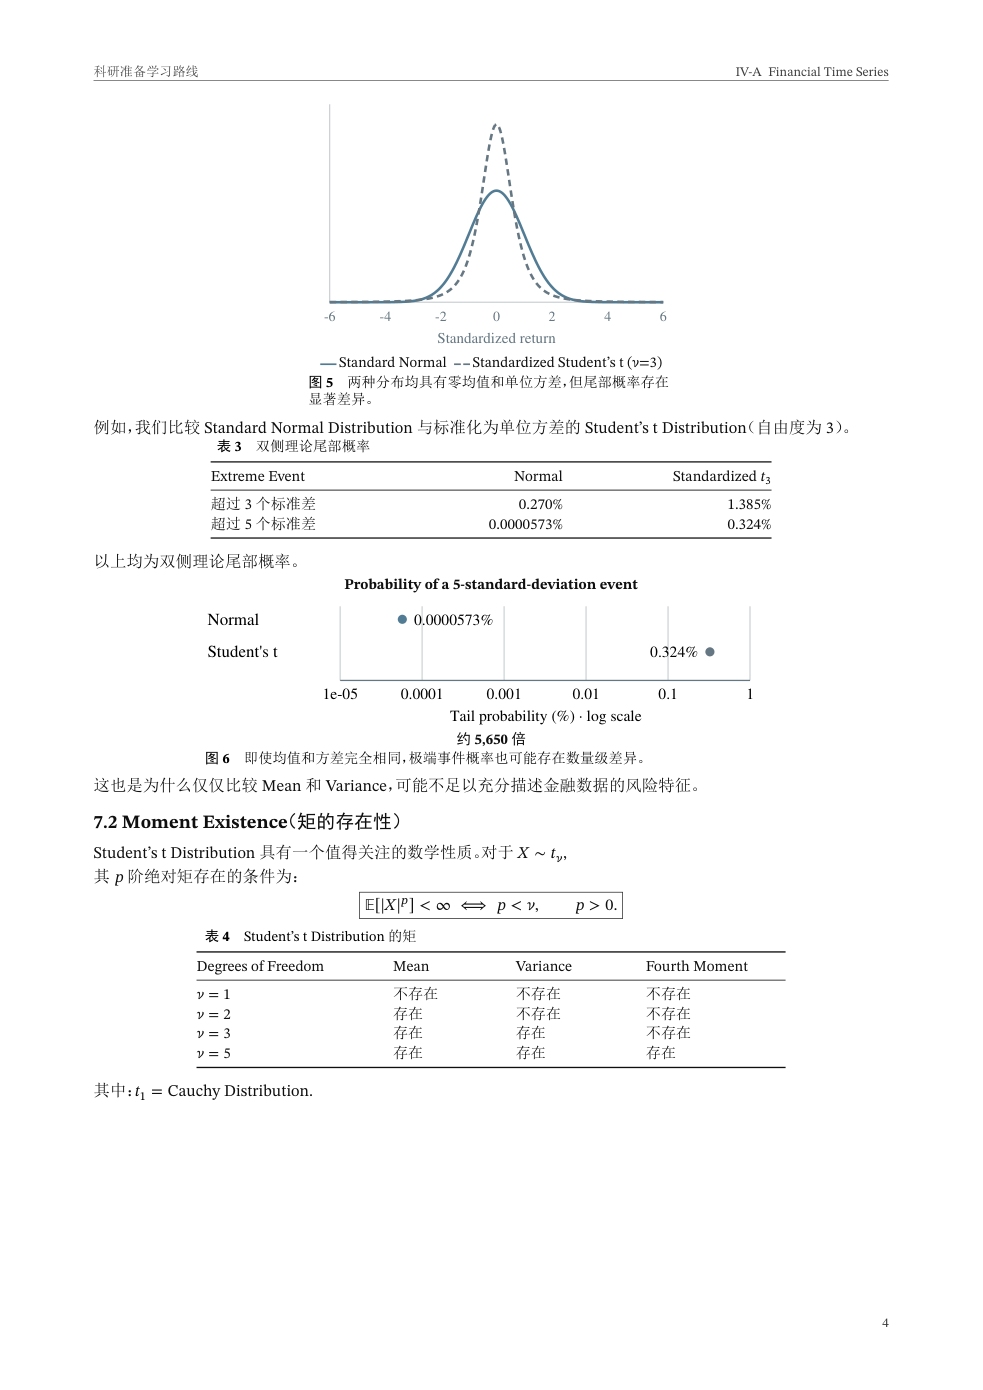 科研准备学习路线
IV-A Financial Time Series
-6 -4 -2 0 2 4 6
Standardized return
Standard Normal Standardized Student's t (ν=3)
图 5 两种分布均具有零均值和单位方差，但尾部概率存在
显著差异。
例如，我们比较 Standard Normal Distribution 与标准化为单位方差的 Student's t Distribution（自由度为 3）。
表 3 双侧理论尾部概率
Extreme Event Normal Standardized t₃
超过 3 个标准差 0.270% 1.385%
超过 5 个标准差 0.0000573% 0.324%
以上均为双侧理论尾部概率。
Probability of a 5-standard-deviation event
Normal 0.0000573%
Student's t 0.324%
1e-05 0.0001 0.001 0.01 0.1 1
Tail probability (%) · log scale
约 5,650 倍
图 6 即使均值和方差完全相同，极端事件概率也可能存在数量级差异。
这也是为什么仅仅比较 Mean 和 Variance，可能不足以充分描述金融数据的风险特征。
7.2 Moment Existence（矩的存在性）
Student's t Distribution 具有一个值得关注的数学性质。对于 X ∼ tᵥ,
其 p 阶绝对矩存在的条件为：
𝔼[|X|ᵖ] < ∞ ⟺ p < ν, p > 0.
表 4 Student's t Distribution 的矩
Degrees of Freedom Mean Variance Fourth Moment
ν = 1 不存在 不存在 不存在
ν = 2 存在 不存在 不存在
ν = 3 存在 存在 不存在
ν = 5 存在 存在 存在
其中：t₁ = Cauchy Distribution.
4